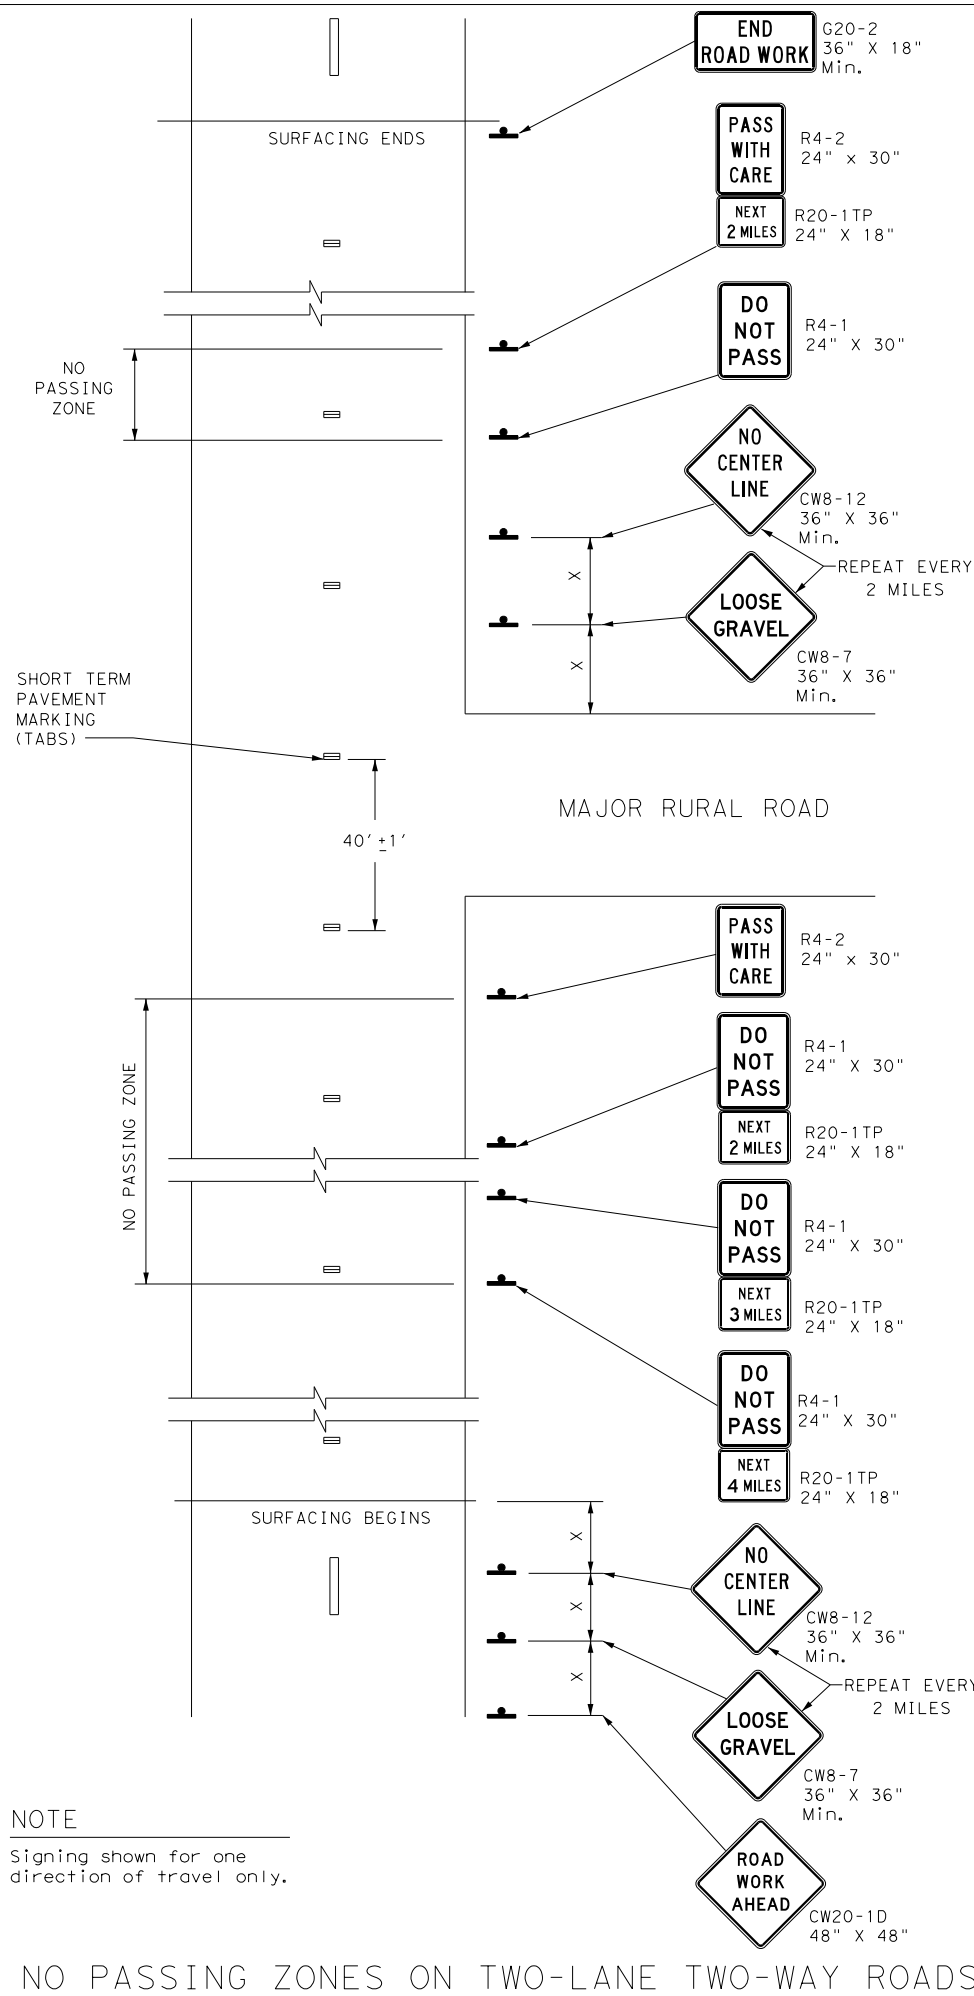 END
ROAD WORK
G20-2
36" X 18"
Min.
SURFACING ENDS
PASS
WITH
CARE
R4-2
24" x 30"
NEXT
2 MILES
R20-1TP
24" X 18"
DO
NOT
PASS
R4-1
24" X 30"
NO
PASSING
ZONE
NO
CENTER
LINE
CW8-12
36" X 36"
Min.
X
REPEAT EVERY
2 MILES
LOOSE
GRAVEL
X
CW8-7
36" X 36"
Min.
SHORT TERM
PAVEMENT
MARKING
(TABS)
MAJOR RURAL ROAD
40' ±1'
PASS
WITH
CARE
R4-2
24" x 30"
DO
NOT
PASS
R4-1
24" X 30"
NEXT
2 MILES
R20-1TP
24" X 18"
NO PASSING ZONE
DO
NOT
PASS
R4-1
24" X 30"
NEXT
3 MILES
R20-1TP
24" X 18"
DO
NOT
PASS
R4-1
24" X 30"
NEXT
4 MILES
R20-1TP
24" X 18"
SURFACING BEGINS
X
NO
CENTER
LINE
X
CW8-12
36" X 36"
Min.
X
REPEAT EVERY
2 MILES
LOOSE
GRAVEL
CW8-7
36" X 36"
Min.
NOTE
Signing shown for one
direction of travel only.
ROAD
WORK
AHEAD
CW20-1D
48" X 48"
NO PASSING ZONES ON TWO-LANE TWO-WAY ROADS